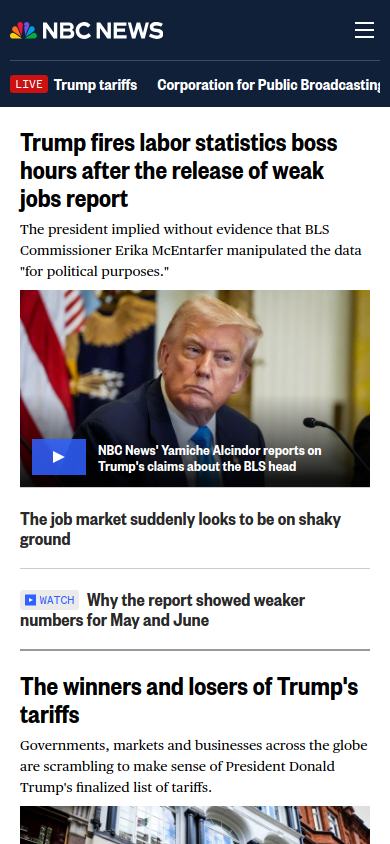 NBC NEWS
LIVE Trump tariffs Corporation for Public Broadcasting
Trump fires labor statistics boss
hours after the release of weak
jobs report
The president implied without evidence that BLS
Commissioner Erika McEntarfer manipulated the data
"for political purposes."
NBC News' Yamiche Alcindor reports on
Trump's claims about the BLS head
The job market suddenly looks to be on shaky
ground
WATCH Why the report showed weaker
numbers for May and June
The winners and losers of Trump's
tariffs
Governments, markets and businesses across the globe
are scrambling to make sense of President Donald
Trump's finalized list of tariffs.